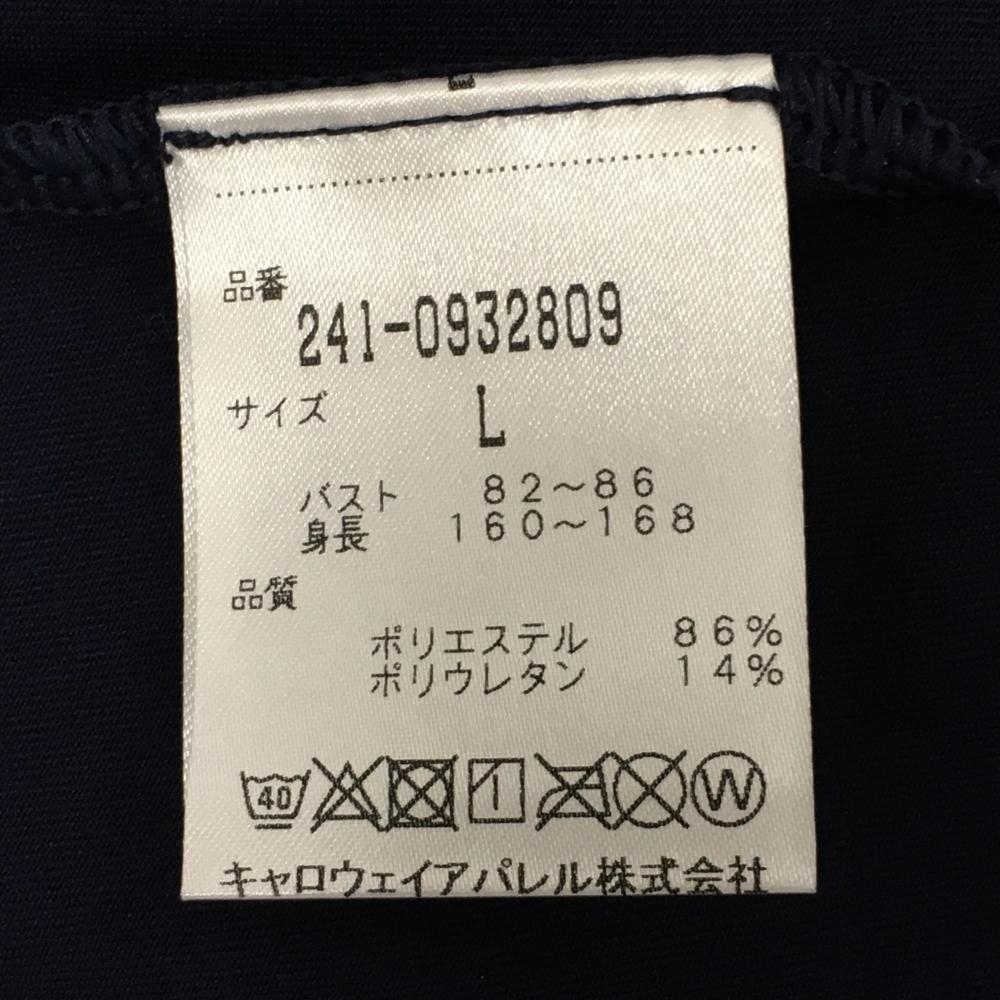 品番
241-0932809
サイズ L
バスト 82～86
身長 160～168
品質
ポリエステル 86%
ポリウレタン 14%
40 W
キャロウェイアパレル株式会社